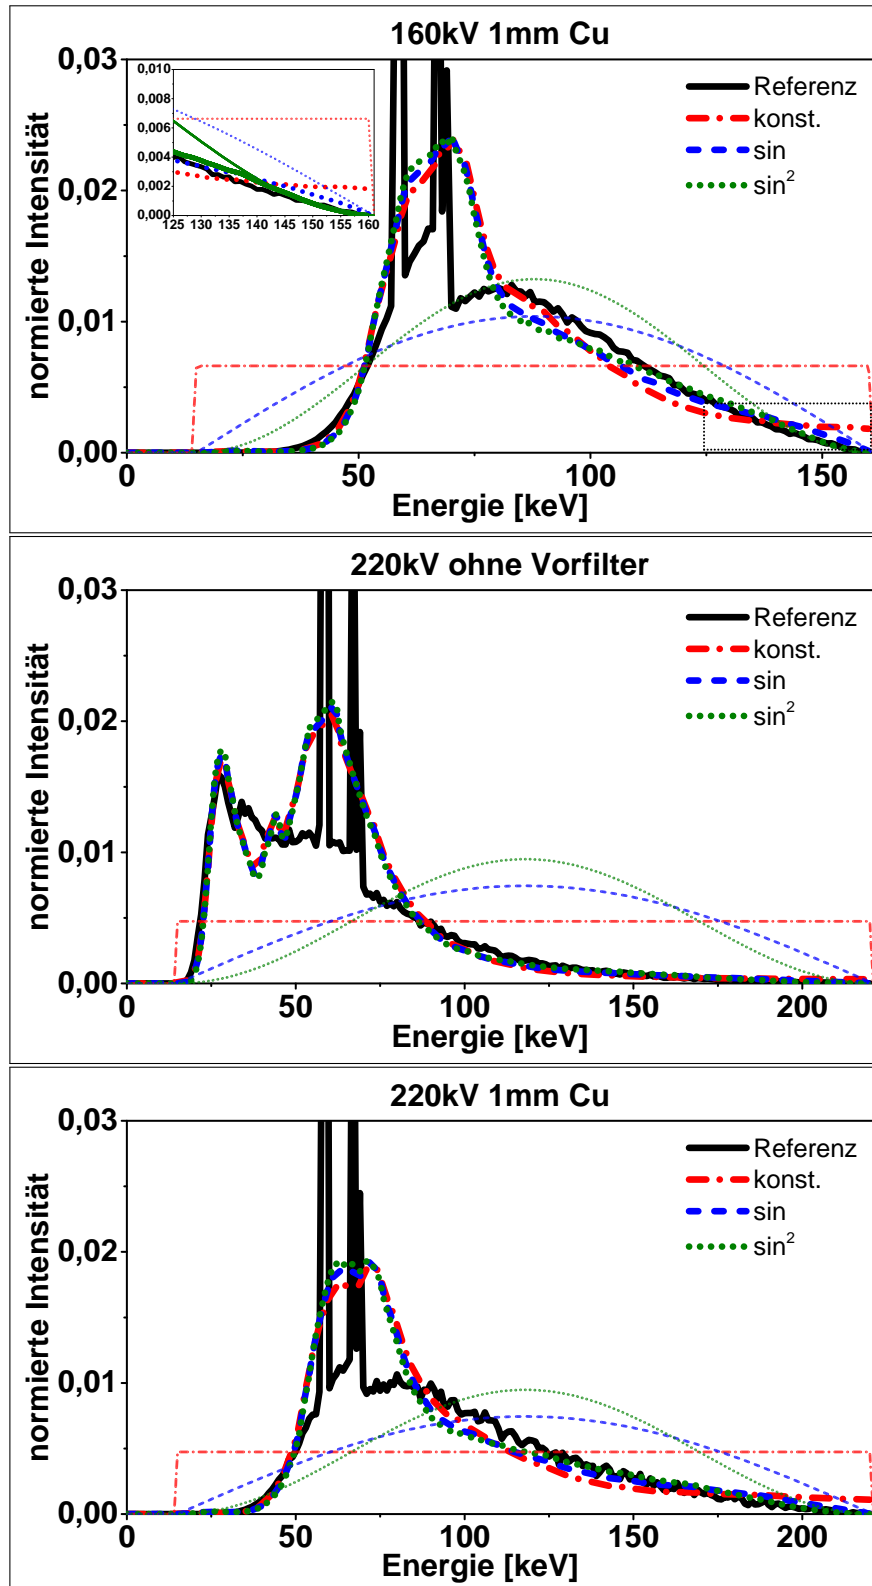 160kV 1mm Cu
normierte Intensität
0,03
0,02
0,01
0,00
0,010
0,008
0,006
0,004
0,002
0,000
125 130 135 140 145 150 155 160
Referenz
konst.
sin
sin²
0 50 100 150
Energie [keV]
220kV ohne Vorfilter
normierte Intensität
0,03
0,02
0,01
0,00
Referenz
konst.
sin
sin²
0 50 100 150 200
Energie [keV]
220kV 1mm Cu
normierte Intensität
0,03
0,02
0,01
0,00
Referenz
konst.
sin
sin²
0 50 100 150 200
Energie [keV]